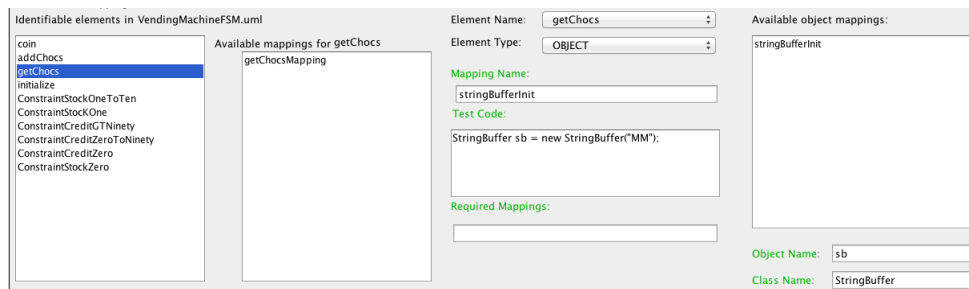 Identifiable elements in VendingMachineFSM.uml
coin
addChocs
getChocs
initialize
ConstraintStockOneToTen
ConstraintStocKOne
ConstraintCreditGTNinety
ConstraintCreditZeroToNinety
ConstraintCreditZero
ConstraintStockZero
Available mappings for getChocs
getChocsMapping
Element Name: getChocs
Element Type: OBJECT
Mapping Name:
stringBufferInit
Test Code:
StringBuffer sb = new StringBuffer("MM");
Required Mappings:
Available object mappings:
stringBufferInit
Object Name: sb
Class Name: StringBuffer